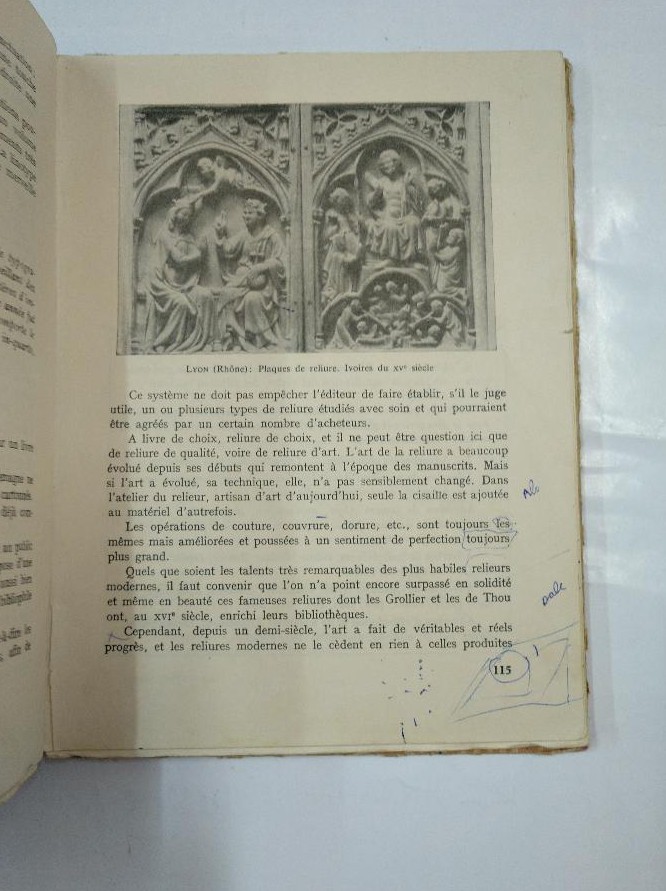 LYON (Rhône): Plaques de reliure. Ivoires du XVe siècle
Ce système ne doit pas empêcher l'éditeur de faire établir, s'il le juge
utile, un ou plusieurs types de reliure étudiés avec soin et qui pourraient
être agréés par un certain nombre d'acheteurs.
A livre de choix, reliure de choix, et il ne peut être question ici que
de reliure de qualité, voire de reliure d'art. L'art de la reliure a beaucoup
évolué depuis ses débuts qui remontent à l'époque des manuscrits. Mais
si l'art a évolué, sa technique, elle, n'a pas sensiblement changé. Dans
l'atelier du relieur, artisan d'art d'aujourd'hui, seule la cisaille est ajoutée
au matériel d'autrefois.
Les opérations de couture, couvrure, dorure, etc., sont toujours les
mêmes mais améliorées et poussées à un sentiment de perfection toujours
plus grand.
Quels que soient les talents très remarquables des plus habiles relieurs
modernes, il faut convenir que l'on n'a point encore surpassé en solidité
et même en beauté ces fameuses reliures dont les Grollier et les de Thou
ont, au XVIe siècle, enrichi leurs bibliothèques.
Cependant, depuis un demi-siècle, l'art a fait de véritables et réels
progrès, et les reliures modernes ne le cèdent en rien à celles produites
115